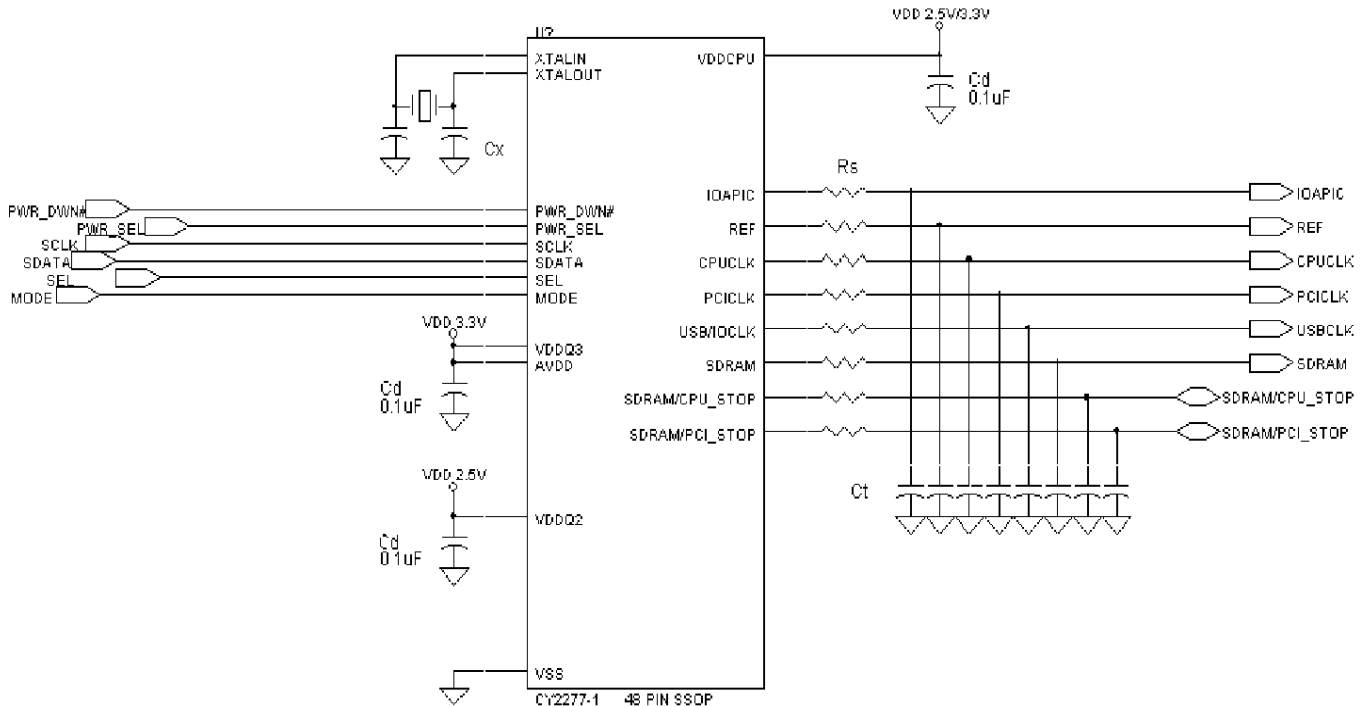 VDD 2.5V/3.3V
U?
XTALIN
XTALOUT
VDDCPU
Cd
0.1uF
Cx
Rs
IOAPIC
IOAPIC
PWR_DWN#
PWR_DWN#
PWR_SEL
PWR_SEL
REF
REF
SCLK
SCLK
SDATA
SDATA
CPUCLK
CPUCLK
SEL
SEL
MODE
MODE
PCICLK
PCICLK
VDD 3.3V
USB/IOCLK
USBCLK
VDDQ3
AVDD
SDRAM
SDRAM
Cd
0.1uF
SDRAM/CPU_STOP
SDRAM/CPU_STOP
SDRAM/PCI_STOP
SDRAM/PCI_STOP
VDD 2.5V
Ct
VDDQ2
Cd
0.1uF
VSS
CY2277-1 48 PIN SSOP